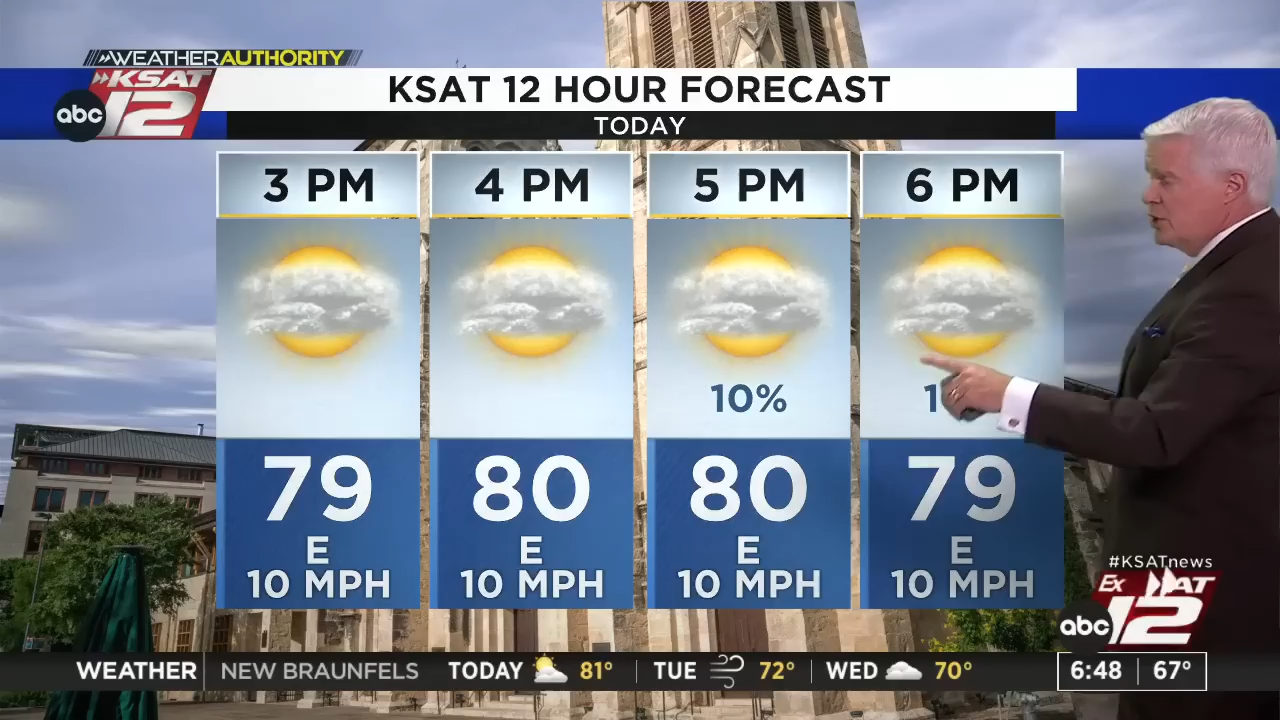 WEATHERAUTHORITY
KSAT
abc 12
KSAT 12 HOUR FORECAST
TODAY
3 PM 4 PM 5 PM 6 PM
10%
79 80 80 79
E E E E
10 MPH 10 MPH 10 MPH 10 MPH
#KSATnews
abc 12
WEATHER NEW BRAUNFELS TODAY 81° TUE 72° WED 70° 6:48 67°